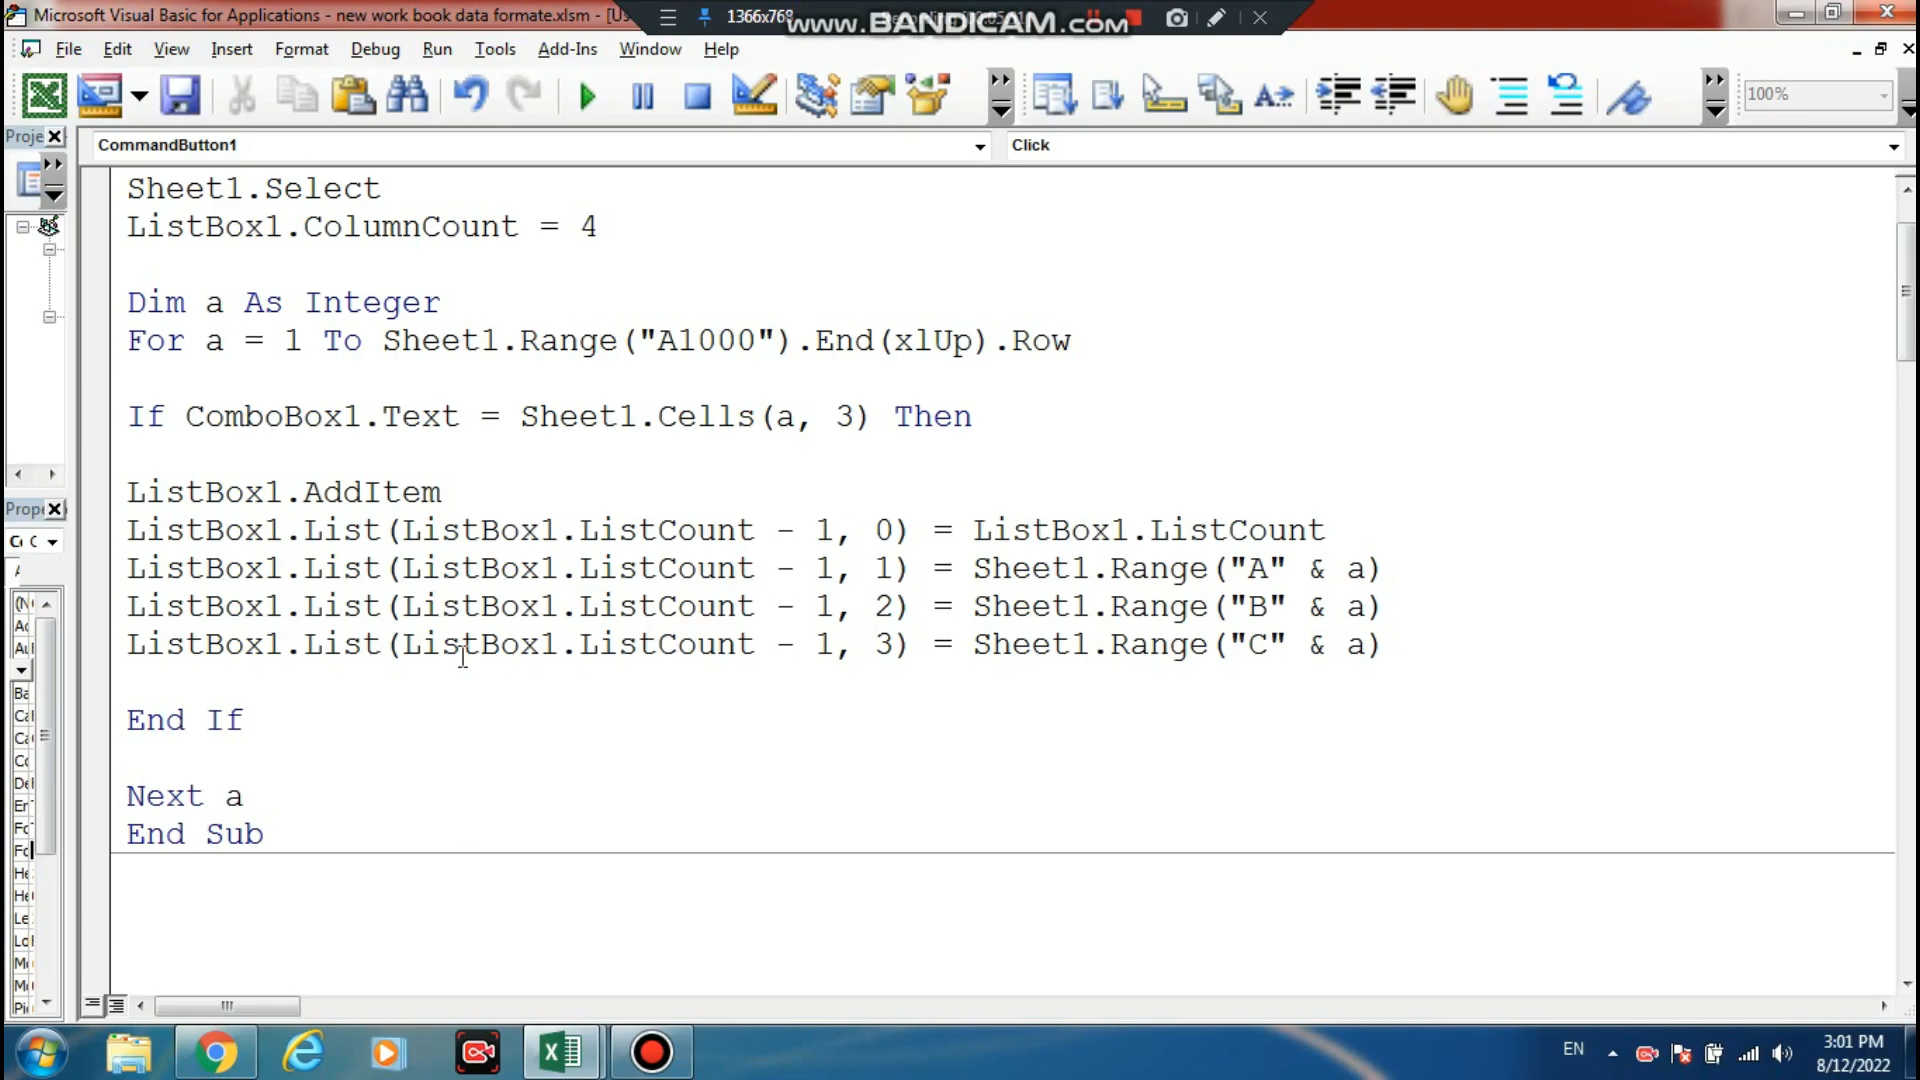 Microsoft Visual Basic for Applications - new work book data formate.xlsm - [Us
1366x768
www.BANDICAM.com
File Edit View Insert Format Debug Run Tools Add-Ins Window Help
100%
Proje
CommandButton1
Click
Sheet1.Select
ListBox1.ColumnCount = 4
Dim a As Integer
For a = 1 To Sheet1.Range("A1000").End(xlUp).Row
If ComboBox1.Text = Sheet1.Cells(a, 3) Then
ListBox1.AddItem
ListBox1.List(ListBox1.ListCount - 1, 0) = ListBox1.ListCount
ListBox1.List(ListBox1.ListCount - 1, 1) = Sheet1.Range("A" & a)
ListBox1.List(ListBox1.ListCount - 1, 2) = Sheet1.Range("B" & a)
ListBox1.List(ListBox1.ListCount - 1, 3) = Sheet1.Range("C" & a)
End If
Next a
End Sub
Prope
EN
3:01 PM
8/12/2022